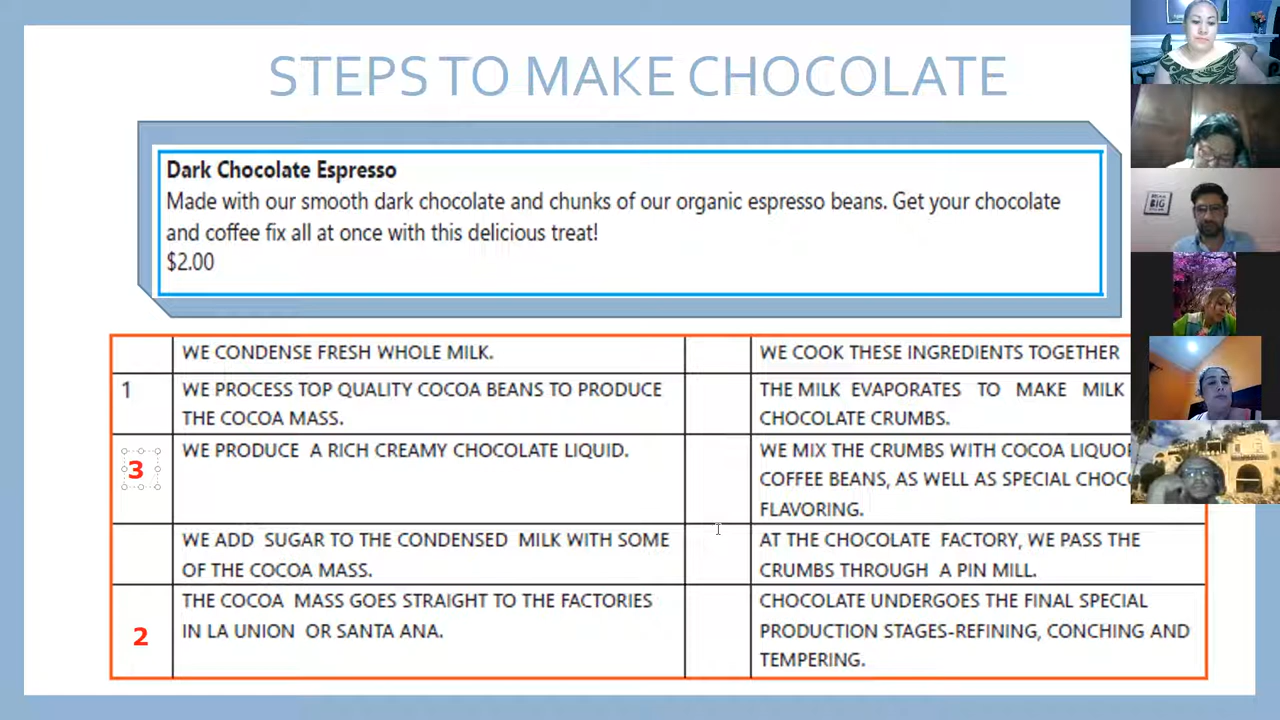 STEPS TO MAKE CHOCOLATE
Dark Chocolate Espresso
Made with our smooth dark chocolate and chunks of our organic espresso beans. Get your chocolate
and coffee fix all at once with this delicious treat!
$2.00
WE CONDENSE FRESH WHOLE MILK.
1 WE PROCESS TOP QUALITY COCOA BEANS TO PRODUCE
THE COCOA MASS.
3 WE PRODUCE A RICH CREAMY CHOCOLATE LIQUID.
WE ADD SUGAR TO THE CONDENSED MILK WITH SOME
OF THE COCOA MASS.
2 THE COCOA MASS GOES STRAIGHT TO THE FACTORIES
IN LA UNION OR SANTA ANA.
WE COOK THESE INGREDIENTS TOGETHER
THE MILK EVAPORATES TO MAKE MILK
CHOCOLATE CRUMBS.
WE MIX THE CRUMBS WITH COCOA
COFFEE BEANS, AS WELL AS SPECIAL
FLAVORING.
AT THE CHOCOLATE FACTORY, WE PASS THE
CRUMBS THROUGH A PIN MILL.
CHOCOLATE UNDERGOES THE FINAL SPECIAL
PRODUCTION STAGES-REFINING, CONCHING AND
TEMPERING.
BIG